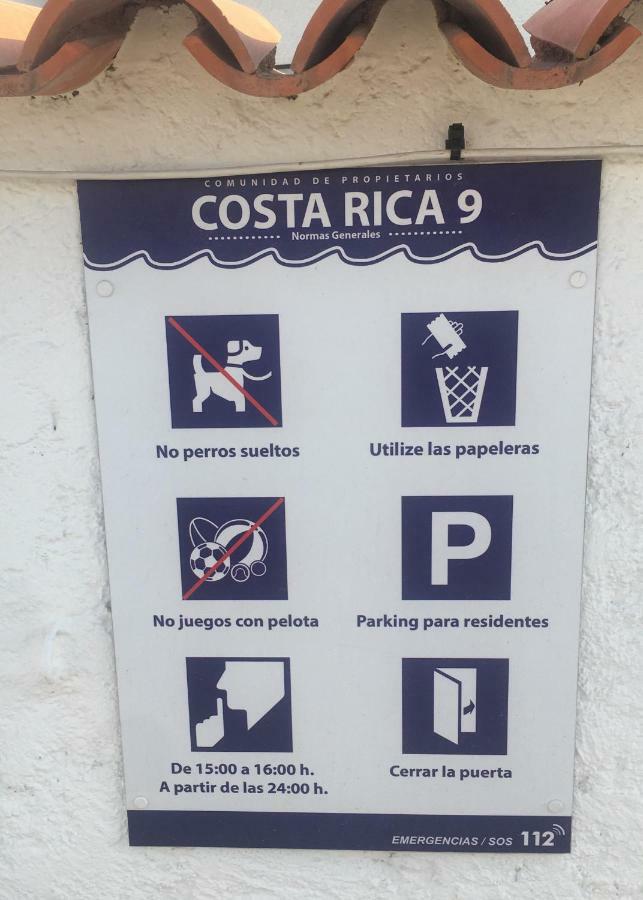 COMUNIDAD DE PROPIETARIOS
COSTA RICA 9
Normas Generales
No perros sueltos
Utilize las papeleras
No juegos con pelota
P
Parking para residentes
De 15:00 a 16:00 h.
A partir de las 24:00 h.
Cerrar la puerta
EMERGENCIAS / SOS 112